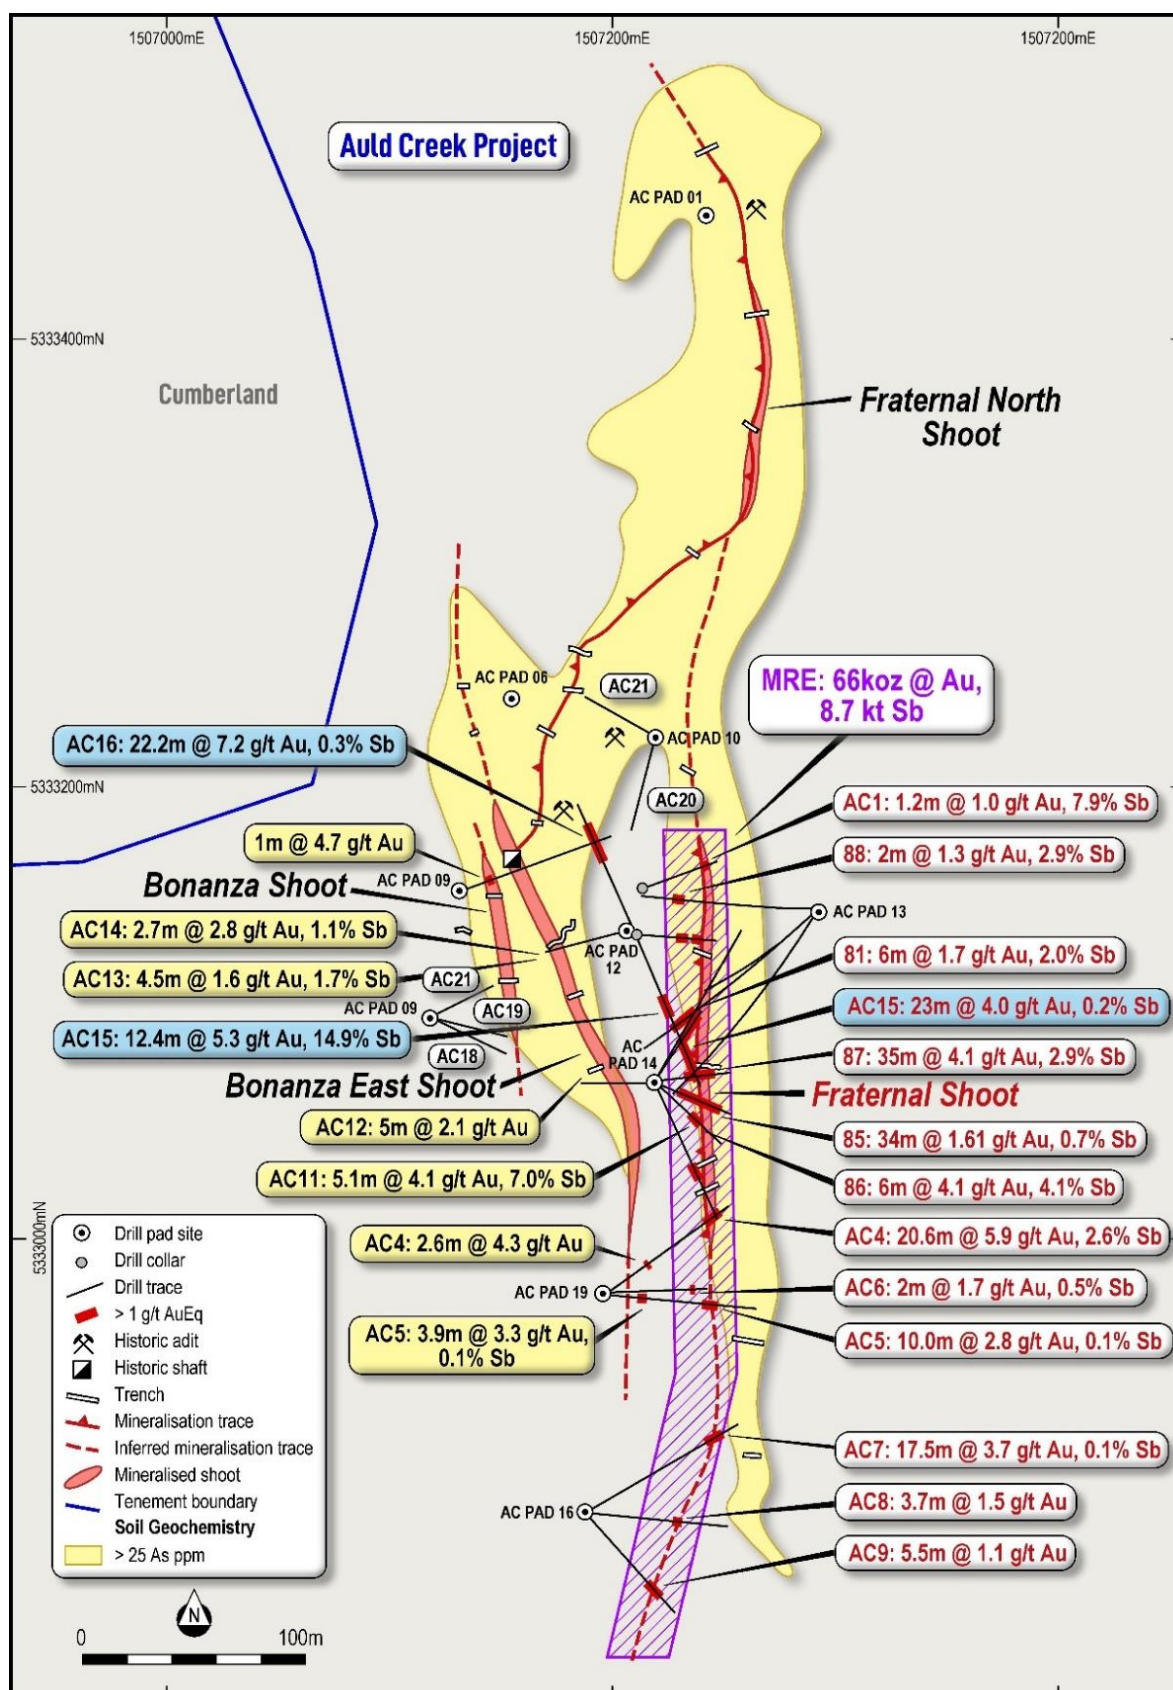 1507000mE
1507200mE
1507200mE
Auld Creek Project
AC PAD 01
5333400mN
Cumberland
Fraternal North
Shoot
AC PAD 06
AC21
MRE: 66koz @ Au,
8.7 kt Sb
AC16: 22.2m @ 7.2 g/t Au, 0.3% Sb
AC PAD 10
5333200mN
AC20
AC1: 1.2m @ 1.0 g/t Au, 7.9% Sb
1m @ 4.7 g/t Au
88: 2m @ 1.3 g/t Au, 2.9% Sb
Bonanza Shoot
AC PAD 09
AC PAD 13
AC14: 2.7m @ 2.8 g/t Au, 1.1% Sb
AC PAD
12
81: 6m @ 1.7 g/t Au, 2.0% Sb
AC13: 4.5m @ 1.6 g/t Au, 1.7% Sb
AC21
AC PAD 09
AC19
AC15: 23m @ 4.0 g/t Au, 0.2% Sb
AC15: 12.4m @ 5.3 g/t Au, 14.9% Sb
AC18
AC
PAD 14
87: 35m @ 4.1 g/t Au, 2.9% Sb
Bonanza East Shoot
Fraternal Shoot
AC12: 5m @ 2.1 g/t Au
85: 34m @ 1.61 g/t Au, 0.7% Sb
AC11: 5.1m @ 4.1 g/t Au, 7.0% Sb
86: 6m @ 4.1 g/t Au, 4.1% Sb
5333000mN
AC4: 2.6m @ 4.3 g/t Au
AC4: 20.6m @ 5.9 g/t Au, 2.6% Sb
AC PAD 19
AC6: 2m @ 1.7 g/t Au, 0.5% Sb
AC5: 3.9m @ 3.3 g/t Au,
0.1% Sb
AC5: 10.0m @ 2.8 g/t Au, 0.1% Sb
AC7: 17.5m @ 3.7 g/t Au, 0.1% Sb
AC PAD 16
AC8: 3.7m @ 1.5 g/t Au
AC9: 5.5m @ 1.1 g/t Au
Drill pad site
Drill collar
Drill trace
> 1 g/t AuEq
Historic adit
Historic shaft
Trench
Mineralisation trace
Inferred mineralisation trace
Mineralised shoot
Tenement boundary
Soil Geochemistry
> 25 As ppm
N
0
100m